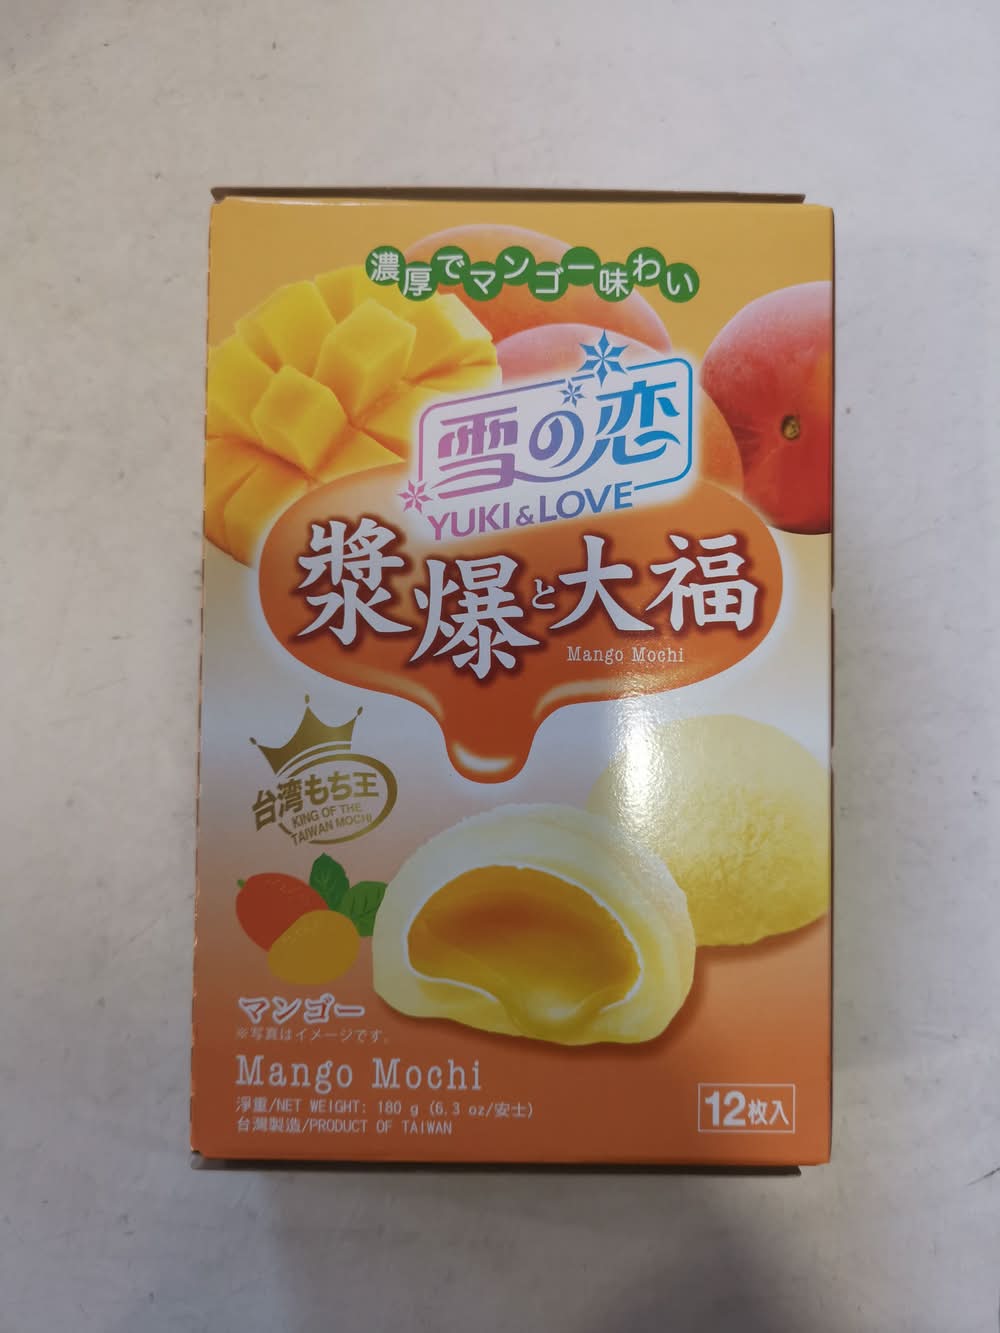 濃厚でマンゴー味わい
雪の恋
YUKI & LOVE
漿爆と大福
Mango Mochi
台湾もち王
KING OF THE
TAIWAN MOCHI
マンゴー
※写真はイメージです。
Mango Mochi
淨重/NET WEIGHT: 180 g (6.3 oz/安士)
台灣製造/PRODUCT OF TAIWAN
12枚入